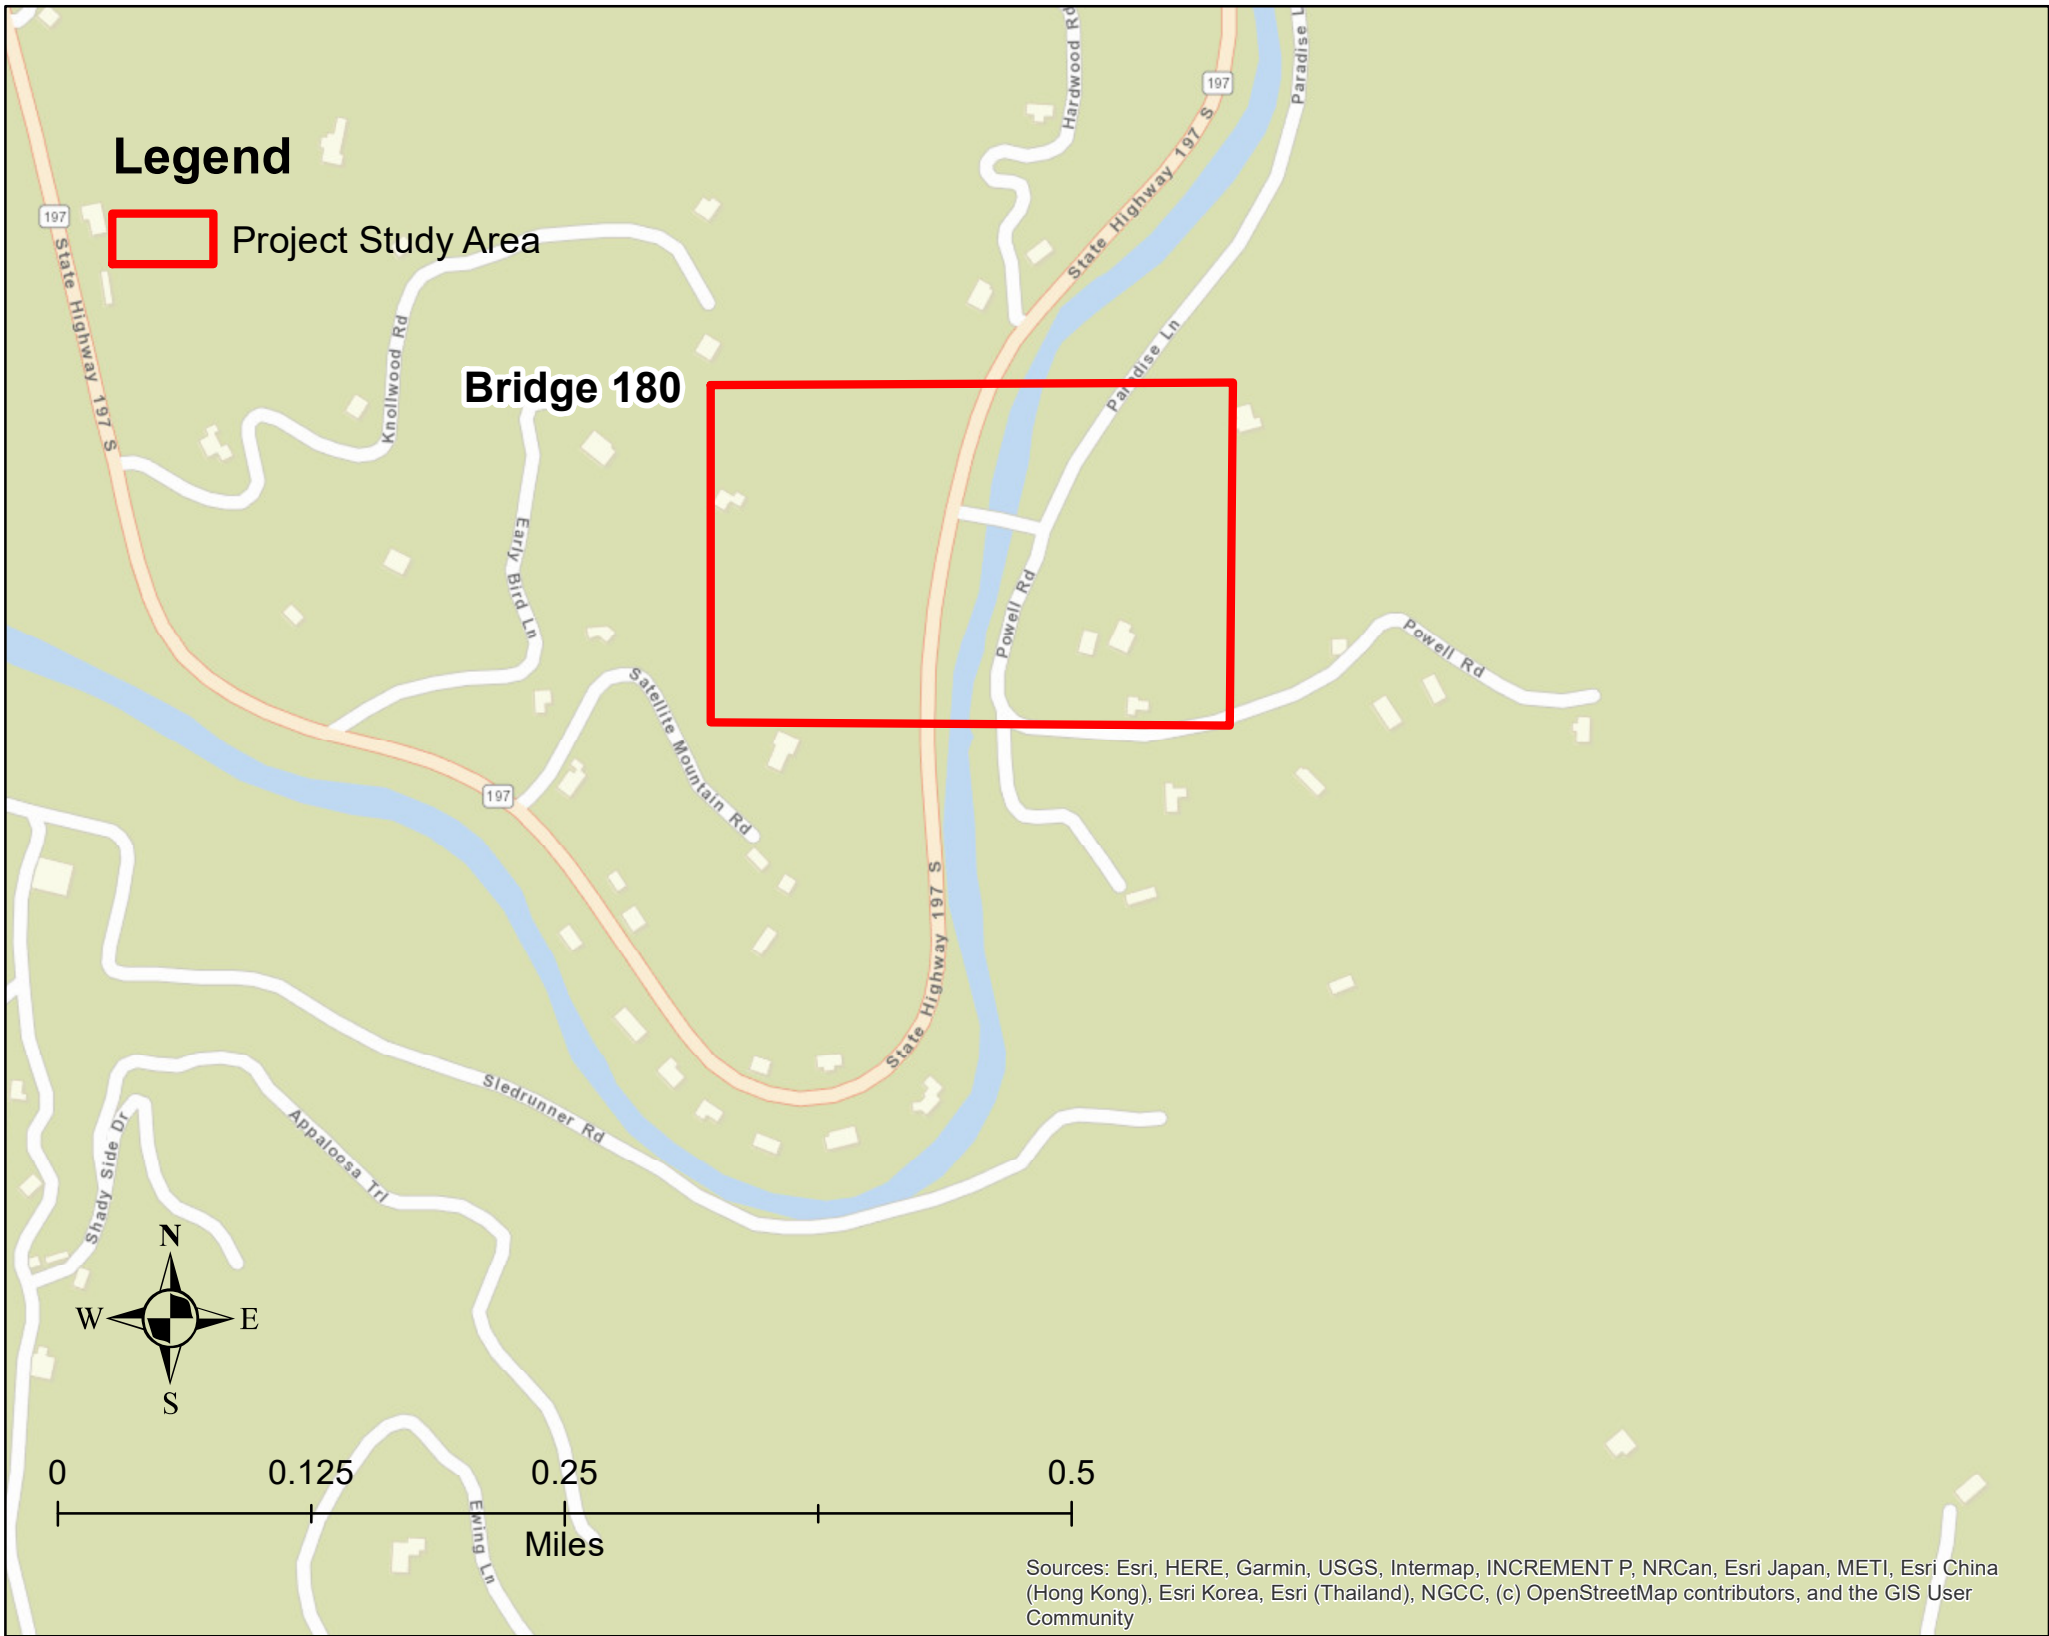 Hardwood Rd
Paradise L
197
State Highway 197 S
Legend
197
Project Study Area
State Highway 197 S
Knollwood Rd
Paradise Ln
Bridge 180
Early Bird Ln
Powell Rd
Powell Rd
Satellite Mountain Rd
197
State Highway 197 S
Sledrunner Rd
Appaloosa Trl
Shady Side Dr
N
W
E
S
0
0.125
0.25
0.5
Miles
Ewing Ln
Sources: Esri, HERE, Garmin, USGS, Intermap, INCREMENT P, NRCan, Esri Japan, METI, Esri China
(Hong Kong), Esri Korea, Esri (Thailand), NGCC, (c) OpenStreetMap contributors, and the GIS User
Community